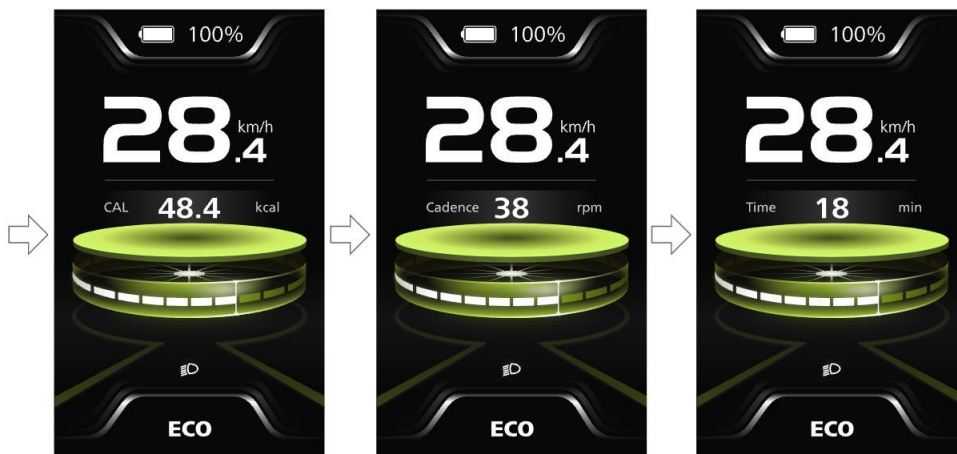 100%
28.4 km/h
CAL 48.4 kcal
ECO
100%
28.4 km/h
Cadence 38 rpm
ECO
100%
28.4 km/h
Time 18 min
ECO